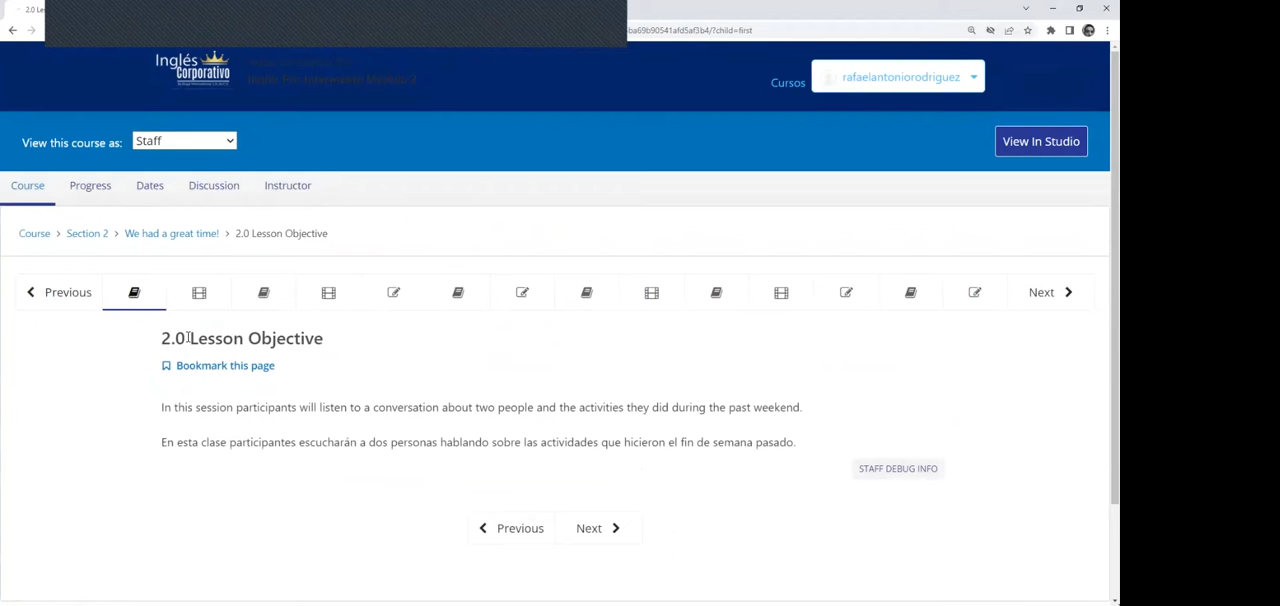 2.0 Les
ba69b90541afd5af3b4/?child=first
Inglés
Corporativo
Cursos
rafaelantoniorodriguez
View this course as:
Staff
View In Studio
Course
Progress
Dates
Discussion
Instructor
Course > Section 2 > We had a great time! > 2.0 Lesson Objective
Previous
Next
2.0 Lesson Objective
Bookmark this page
In this session participants will listen to a conversation about two people and the activities they did during the past weekend.
En esta clase participantes escucharán a dos personas hablando sobre las actividades que hicieron el fin de semana pasado.
STAFF DEBUG INFO
Previous
Next